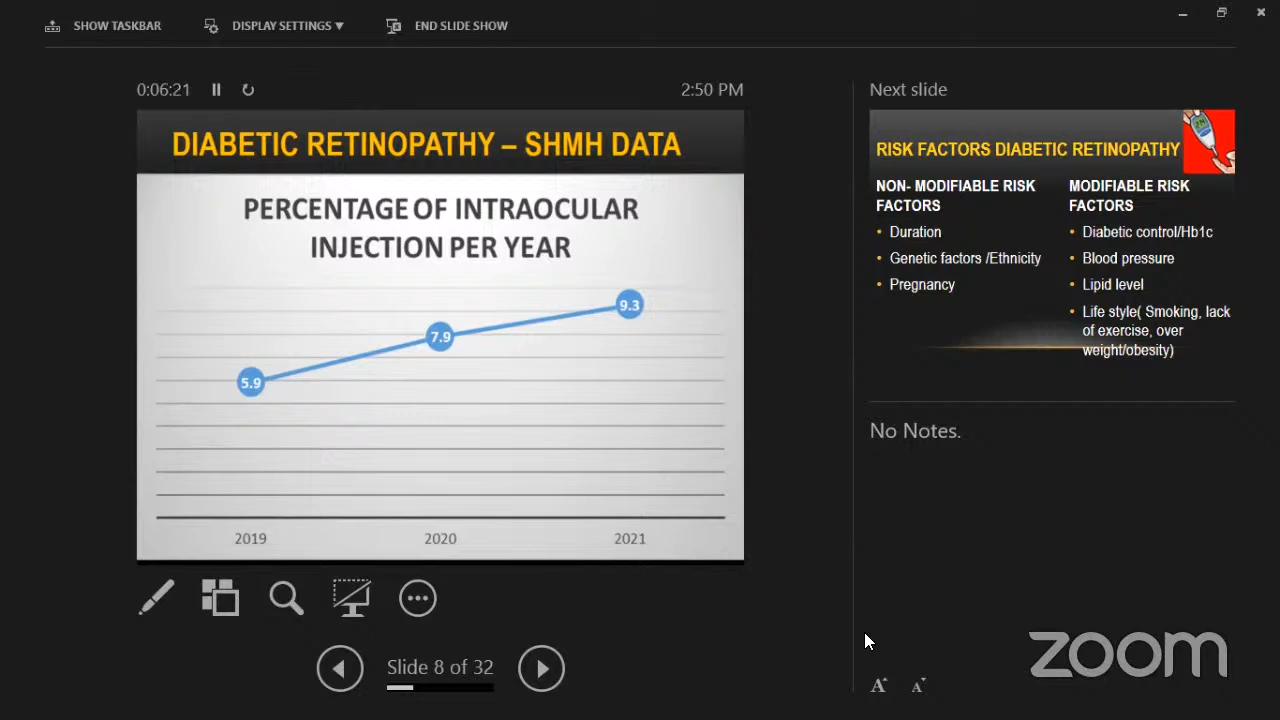 SHOW TASKBAR
DISPLAY SETTINGS ▼
END SLIDE SHOW
0:06:21
2:50 PM
DIABETIC RETINOPATHY – SHMH DATA
PERCENTAGE OF INTRAOCULAR
INJECTION PER YEAR
5.9
7.9
9.3
2019
2020
2021
Slide 8 of 32
Next slide
RISK FACTORS DIABETIC RETINOPATHY
NON- MODIFIABLE RISK
FACTORS
• Duration
• Genetic factors /Ethnicity
• Pregnancy
MODIFIABLE RISK
FACTORS
• Diabetic control/Hb1c
• Blood pressure
• Lipid level
• Life style( Smoking, lack
of exercise, over
weight/obesity)
No Notes.
A A
zoom